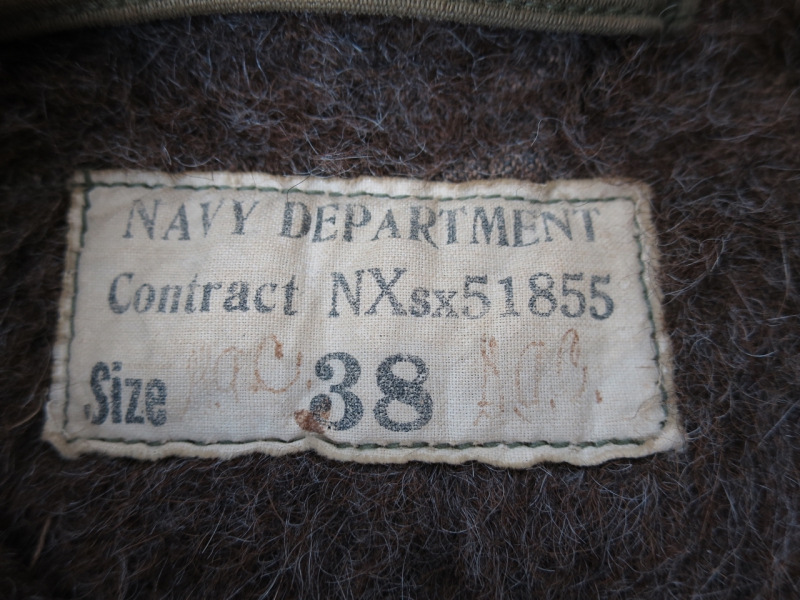 NAVY DEPARTMENT
Contract NXsx51855
Size 38